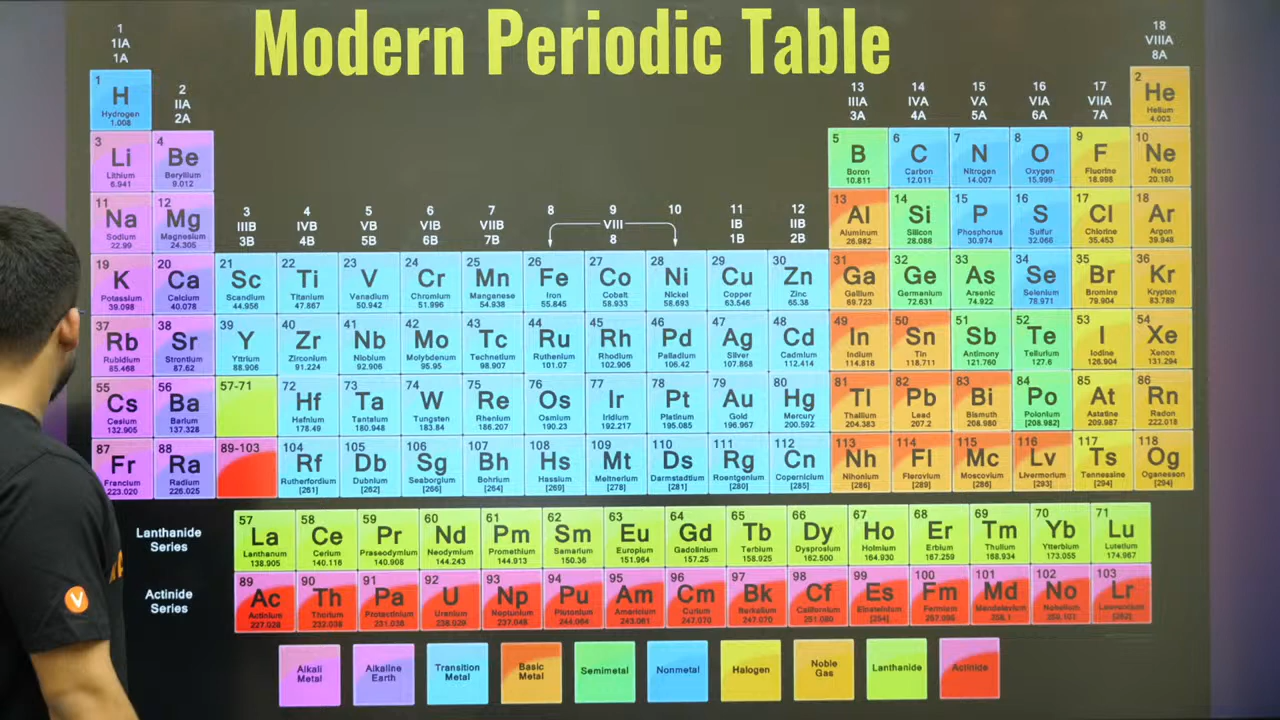 Modern Periodic Table
1
1IA
1A
18
VIIIA
8A
2
IIA
2A
13
IIIA
3A
14
IVA
4A
15
VA
5A
16
VIA
6A
17
VIIA
7A
1
H
Hydrogen
1.008
2
He
Helium
4.003
3
Li
Lithium
6.941
4
Be
Beryllium
9.012
5
B
Boron
10.811
6
C
Carbon
12.011
7
N
Nitrogen
14.007
8
O
Oxygen
15.999
9
F
Fluorine
18.998
10
Ne
Neon
20.180
11
Na
Sodium
22.99
12
Mg
Magnesium
24.305
3
IIIB
3B
4
IVB
4B
5
VB
5B
6
VIB
6B
7
VIIB
7B
8
9
10
VIII
8
11
IB
1B
12
IIB
2B
13
Al
Aluminum
26.982
14
Si
Silicon
28.086
15
P
Phosphorus
30.974
16
S
Sulfur
32.066
17
Cl
Chlorine
35.453
18
Ar
Argon
39.948
19
K
Potassium
39.098
20
Ca
Calcium
40.078
21
Sc
Scandium
44.956
22
Ti
Titanium
47.867
23
V
Vanadium
50.942
24
Cr
Chromium
51.996
25
Mn
Manganese
54.938
26
Fe
Iron
55.845
27
Co
Cobalt
58.933
28
Ni
Nickel
58.693
29
Cu
Copper
63.546
30
Zn
Zinc
65.38
31
Ga
Gallium
69.723
32
Ge
Germanium
72.631
33
As
Arsenic
74.922
34
Se
Selenium
78.971
35
Br
Bromine
79.904
36
Kr
Krypton
83.789
37
Rb
Rubidium
85.468
38
Sr
Strontium
87.62
39
Y
Yttrium
88.906
40
Zr
Zirconium
91.224
41
Nb
Niobium
92.906
42
Mo
Molybdenum
95.95
43
Tc
Technetium
98.907
44
Ru
Ruthenium
101.07
45
Rh
Rhodium
102.906
46
Pd
Palladium
106.42
47
Ag
Silver
107.868
48
Cd
Cadmium
112.414
49
In
Indium
114.818
50
Sn
Tin
118.711
51
Sb
Antimony
121.760
52
Te
Tellurium
127.6
53
I
Iodine
126.904
54
Xe
Xenon
131.294
55
Cs
Cesium
132.905
56
Ba
Barium
137.328
57-71
72
Hf
Hafnium
178.49
73
Ta
Tantalum
180.948
74
W
Tungsten
183.84
75
Re
Rhenium
186.207
76
Os
Osmium
190.23
77
Ir
Iridium
192.217
78
Pt
Platinum
195.085
79
Au
Gold
196.967
80
Hg
Mercury
200.592
81
Tl
Thallium
204.383
82
Pb
Lead
207.2
83
Bi
Bismuth
208.980
84
Po
Polonium
[208.982]
85
At
Astatine
209.987
86
Rn
Radon
222.018
87
Fr
Francium
223.020
88
Ra
Radium
226.025
89-103
104
Rf
Rutherfordium
[261]
105
Db
Dubnium
[262]
106
Sg
Seaborgium
[266]
107
Bh
Bohrium
[264]
108
Hs
Hassium
[269]
109
Mt
Meitnerium
[278]
110
Ds
Darmstadtium
[281]
111
Rg
Roentgenium
[280]
112
Cn
Copernicium
[285]
113
Nh
Nihonium
[286]
114
Fl
Flerovium
[289]
115
Mc
Moscovium
[286]
116
Lv
Livermorium
[293]
117
Ts
Tennessine
[294]
118
Og
Oganesson
[294]
Lanthanide
Series
57
La
Lanthanum
138.905
58
Ce
Cerium
140.116
59
Pr
Praseodymium
140.908
60
Nd
Neodymium
144.243
61
Pm
Promethium
144.913
62
Sm
Samarium
150.36
63
Eu
Europium
151.964
64
Gd
Gadolinium
157.25
65
Tb
Terbium
158.925
66
Dy
Dysprosium
162.500
67
Ho
Holmium
164.930
68
Er
Erbium
167.259
69
Tm
Thulium
168.934
70
Yb
Ytterbium
173.055
71
Lu
Lutetium
174.967
Actinide
Series
89
Ac
Actinium
227.028
90
Th
Thorium
232.038
91
Pa
Protactinium
231.036
92
U
Uranium
238.029
93
Np
Neptunium
237.048
94
Pu
Plutonium
244.064
95
Am
Americium
243.061
96
Cm
Curium
247.070
97
Bk
Berkelium
247.070
98
Cf
Californium
251.080
99
Es
Einsteinium
[254]
100
Fm
Fermium
257.095
101
Md
Mendelevium
258.1
102
No
Nobelium
259.101
103
Lr
Lawrencium
[262]
V
Alkali
Metal
Alkaline
Earth
Transition
Metal
Basic
Metal
Semimetal
Nonmetal
Halogen
Noble
Gas
Lanthanide
Actinide